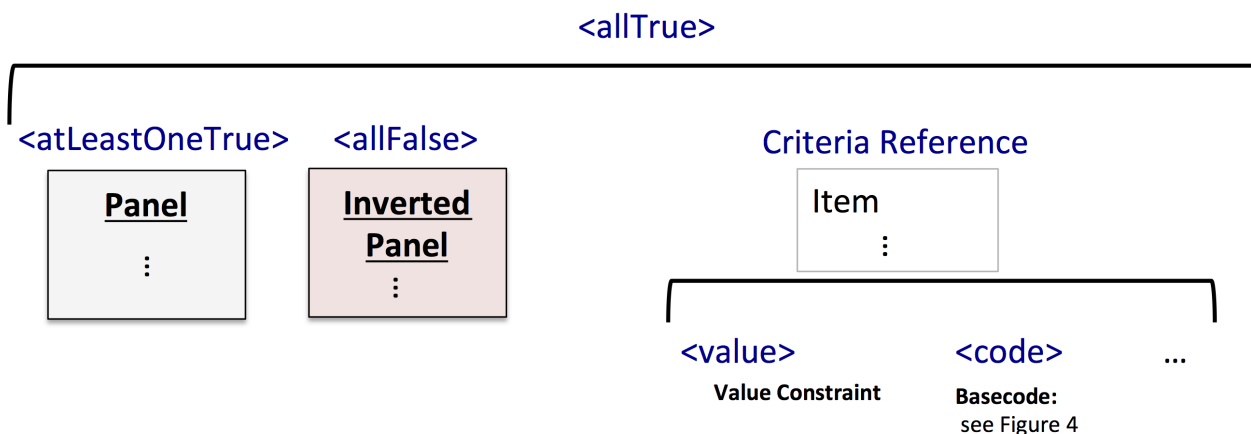 <allTrue>
<atLeastOneTrue>
<allFalse>
Criteria Reference
Panel
⋮
Inverted
Panel
⋮
Item
⋮
<value>
<code>
...
Value Constraint
Basecode:
see Figure 4